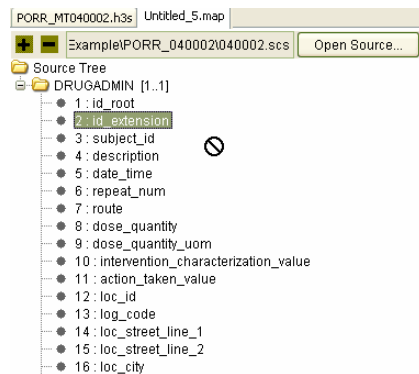 PORR_MT040002.h3s Untitled_5.map
Example\PORR_040002\040002.scs Open Source...
Source Tree
DRUGADMIN [1..1]
1 : id_root
2 : id_extension
3 : subject_id
4 : description
5 : date_time
6 : repeat_num
7 : route
8 : dose_quantity
9 : dose_quantity_uom
10 : intervention_characterization_value
11 : action_taken_value
12 : loc_id
13 : log_code
14 : loc_street_line_1
15 : loc_street_line_2
16 : loc_city